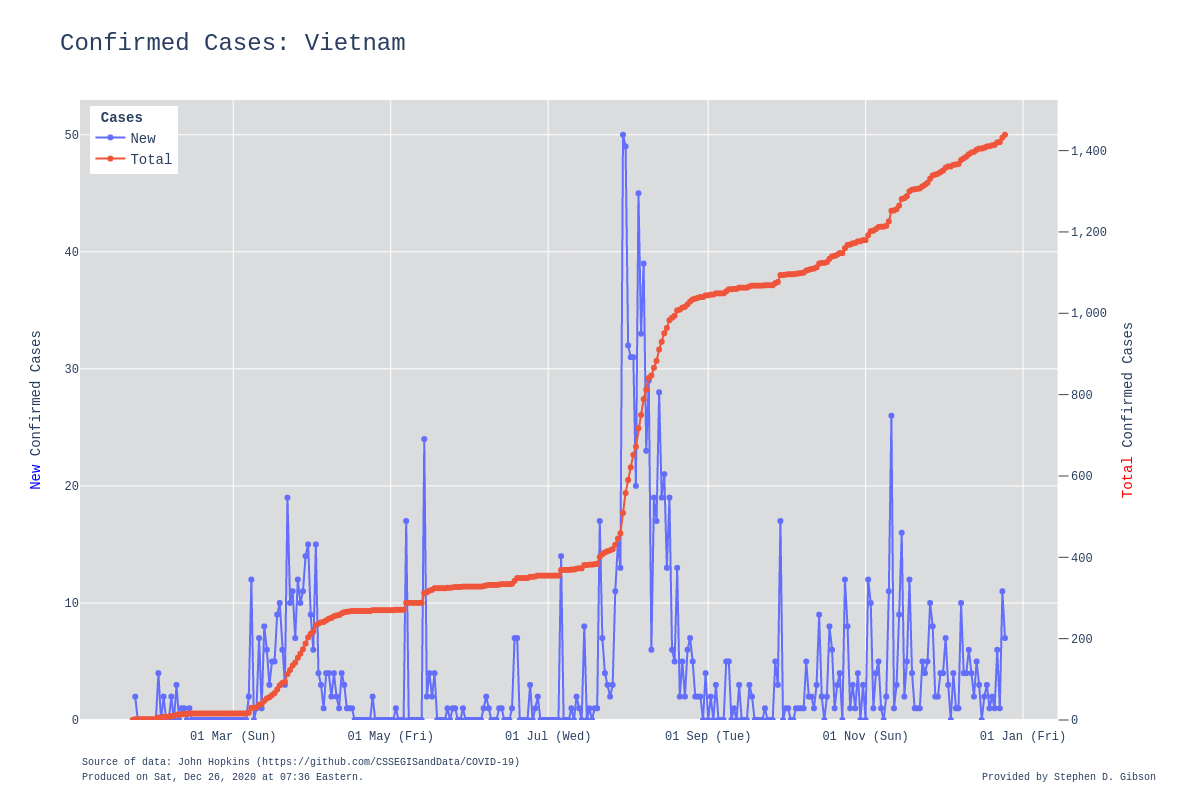 Confirmed Cases: Vietnam
Cases
New
Total
50
40
30
20
10
0
1,400
1,200
1,000
800
600
400
200
0
New Confirmed Cases
Total Confirmed Cases
01 Mar (Sun)
01 May (Fri)
01 Jul (Wed)
01 Sep (Tue)
01 Nov (Sun)
01 Jan (Fri)
Source of data: John Hopkins (https://github.com/CSSEGISandData/COVID-19)
Produced on Sat, Dec 26, 2020 at 07:36 Eastern.
Provided by Stephen D. Gibson